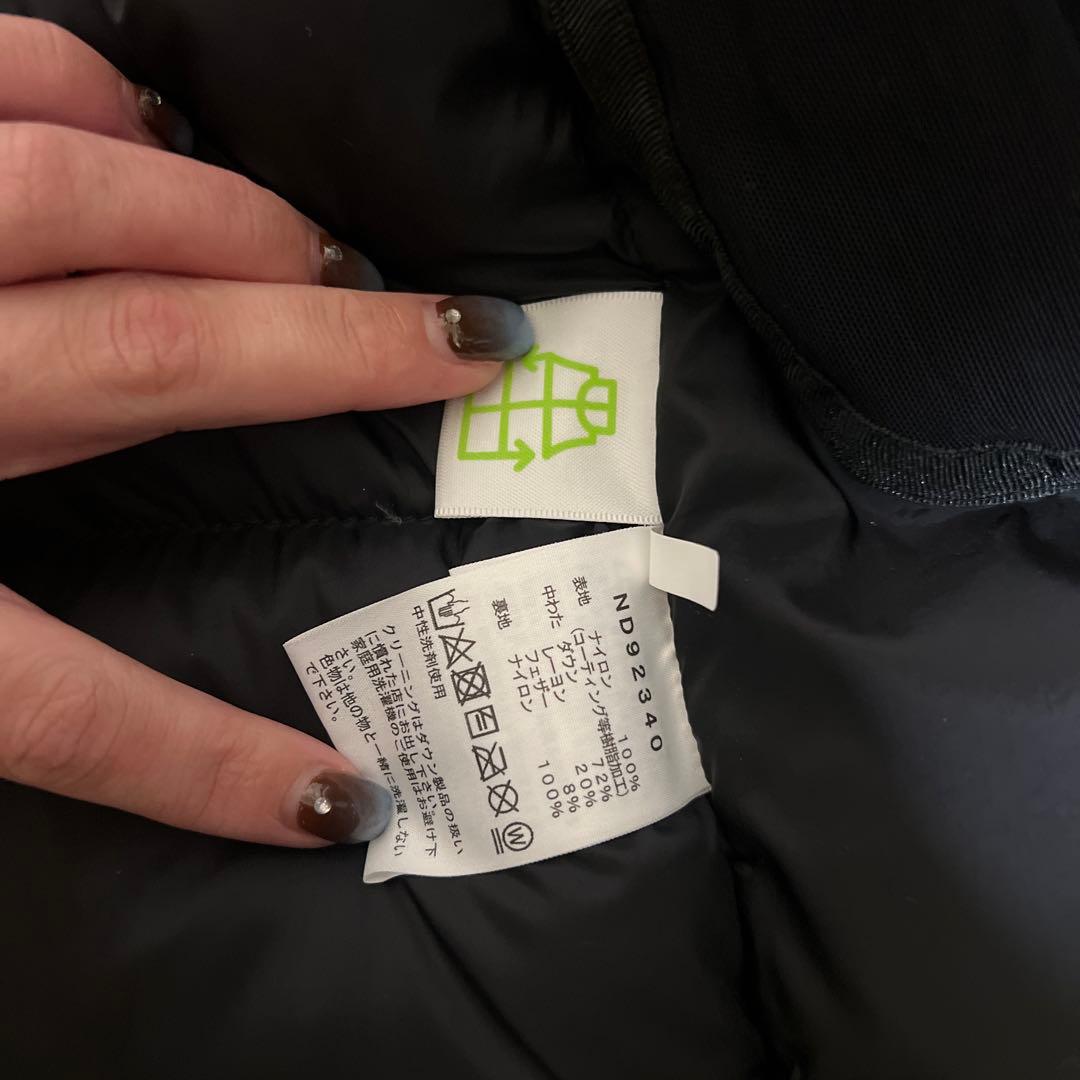 ND92340
表地 ナイロン 100%
(コーティング等樹脂加工)
中わた ダウン 72%
レーヨン 20%
フェザー 8%
裏地 ナイロン 100%
W
中性洗剤使用
クリーニングはダウン製品の扱い
に慣れた店にお出し下さい。
家庭用洗濯機のご使用はお避け下
さい。
色物は他の物と一緒に洗濯しない
で下さい。